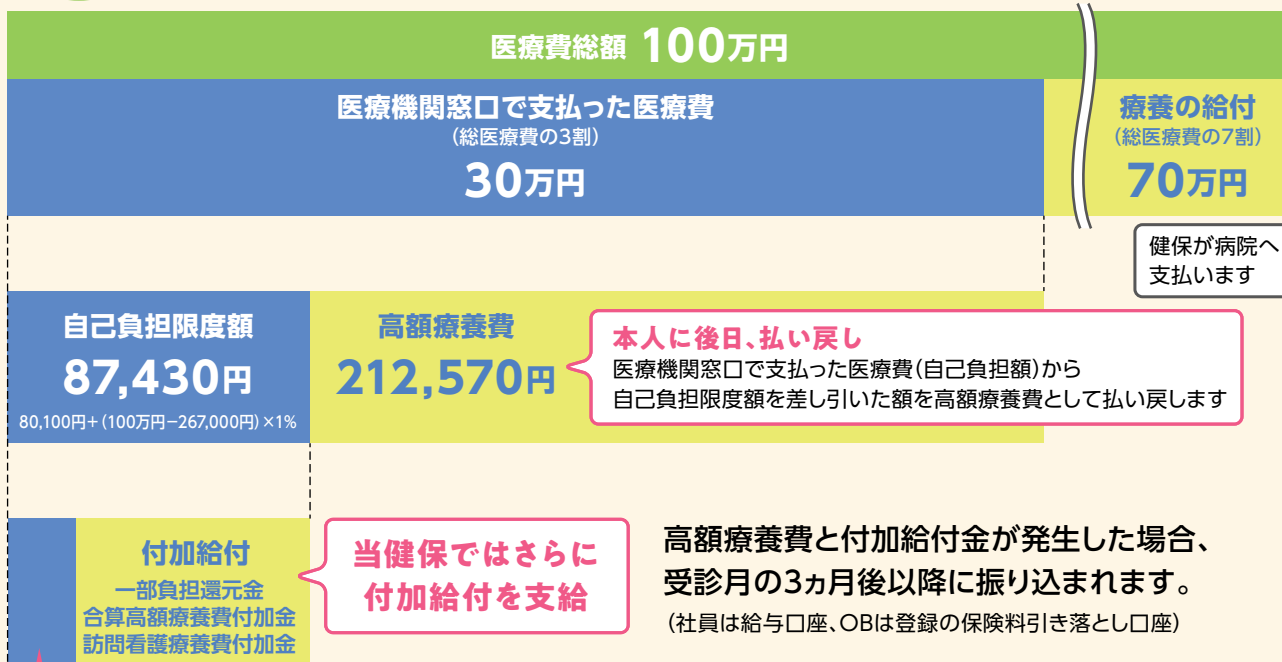 医療費総額 100万円
医療機関窓口で支払った医療費
（総医療費の3割）
30万円
療養の給付
（総医療費の7割）
70万円
健保が病院へ
支払います
自己負担限度額
87,430円
80,100円＋（100万円－267,000円）×1%
高額療養費
212,570円
本人に後日、払い戻し
医療機関窓口で支払った医療費（自己負担額）から
自己負担限度額を差し引いた額を高額療養費として払い戻します
付加給付
一部負担還元金
合算高額療養費付加金
訪問看護療養費付加金
当健保ではさらに
付加給付を支給
高額療養費と付加給付金が発生した場合、
受診月の3ヵ月後以降に振り込まれます。
（社員は給与口座、OBは登録の保険料引き落とし口座）